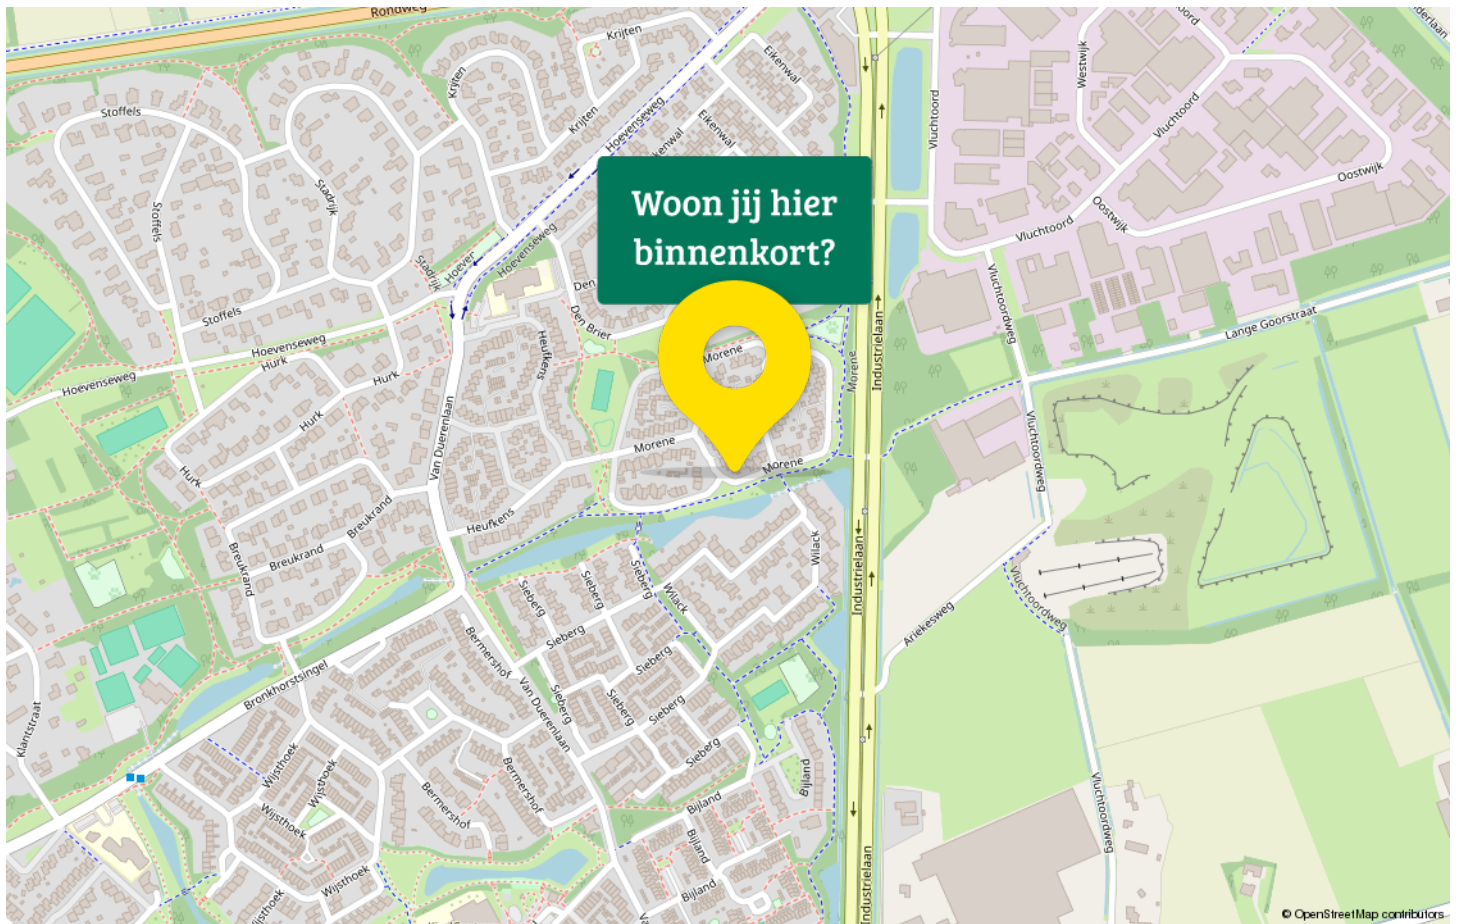 Rondweg
Krijten
Eikenwal
Krijten
Westwijk
Vluchtoord
Stoffels
Krijten
Hoevenseweg
Eikenwal
Vluchtoord
Stadrijk
Oostwijk
Stoffels
Woon jij hier
binnenkort?
Oostwijk
Vluchtoord
Hoevenseweg
Stadrijk
Vluchtoordweg
Stoffels
Den Brier
Lange Goorstraat
Hoevenseweg
Hurk
Heufkens
Morene
Morene
Industrielaan
Hoevenseweg
Hurk
Hurk
Van Duerenlaan
Morene
Morene
Vluchtoordweg
Hurk
Heufkens
Breukrand
Breukrand
Breukrand
Wilack
Industrielaan
Sieberg
Sieberg
Sieberg
Wilack
Vluchtoordweg
Ariekesweg
Sieberg
Bermershof
Sieberg
Bronkhorstsingel
Van Duerenlaan
Sieberg
Sieberg
Sieberg
Klantstraat
Sieberg
Wijsthoek
Wijsthoek
Bermershof
Bijland
Bermershof
Bijland
Vluchtoordweg
Wijsthoek
Bijland
Wijsthoek
Bijland
Industrielaan
© OpenStreetMap contributors